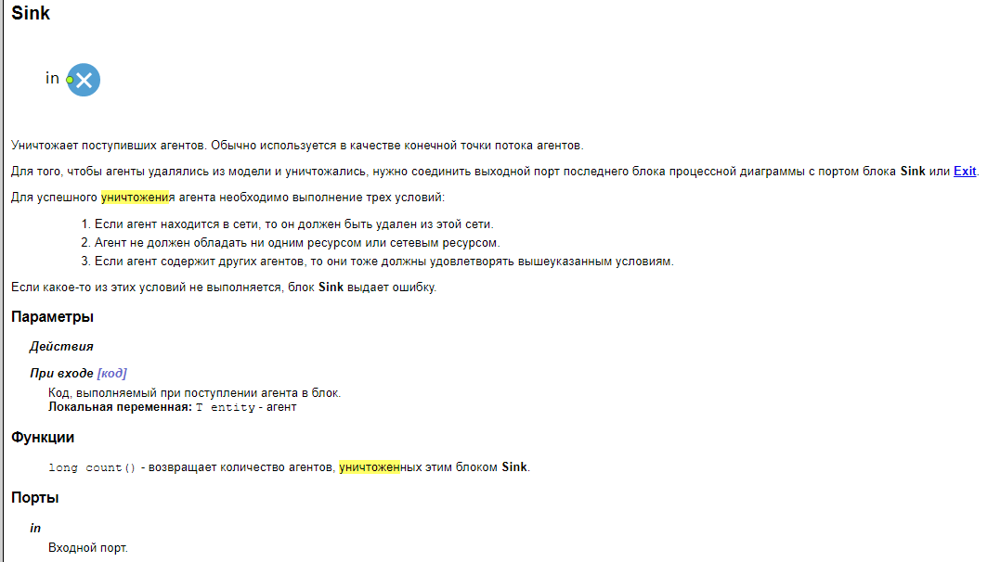 Sink
in
Уничтожает поступивших агентов. Обычно используется в качестве конечной точки потока агентов.
Для того, чтобы агенты удалялись из модели и уничтожались, нужно соединить выходной порт последнего блока процессной диаграммы с портом блока Sink или Exit.
Для успешного уничтожения агента необходимо выполнение трех условий:
1. Если агент находится в сети, то он должен быть удален из этой сети.
2. Агент не должен обладать ни одним ресурсом или сетевым ресурсом.
3. Если агент содержит других агентов, то они тоже должны удовлетворять вышеуказанным условиям.
Если какое-то из этих условий не выполняется, блок Sink выдает ошибку.
Параметры
Действия
При входе [код]
Код, выполняемый при поступлении агента в блок.
Локальная переменная: T entity - агент
Функции
long count() - возвращает количество агентов, уничтоженных этим блоком Sink.
Порты
in
Входной порт.